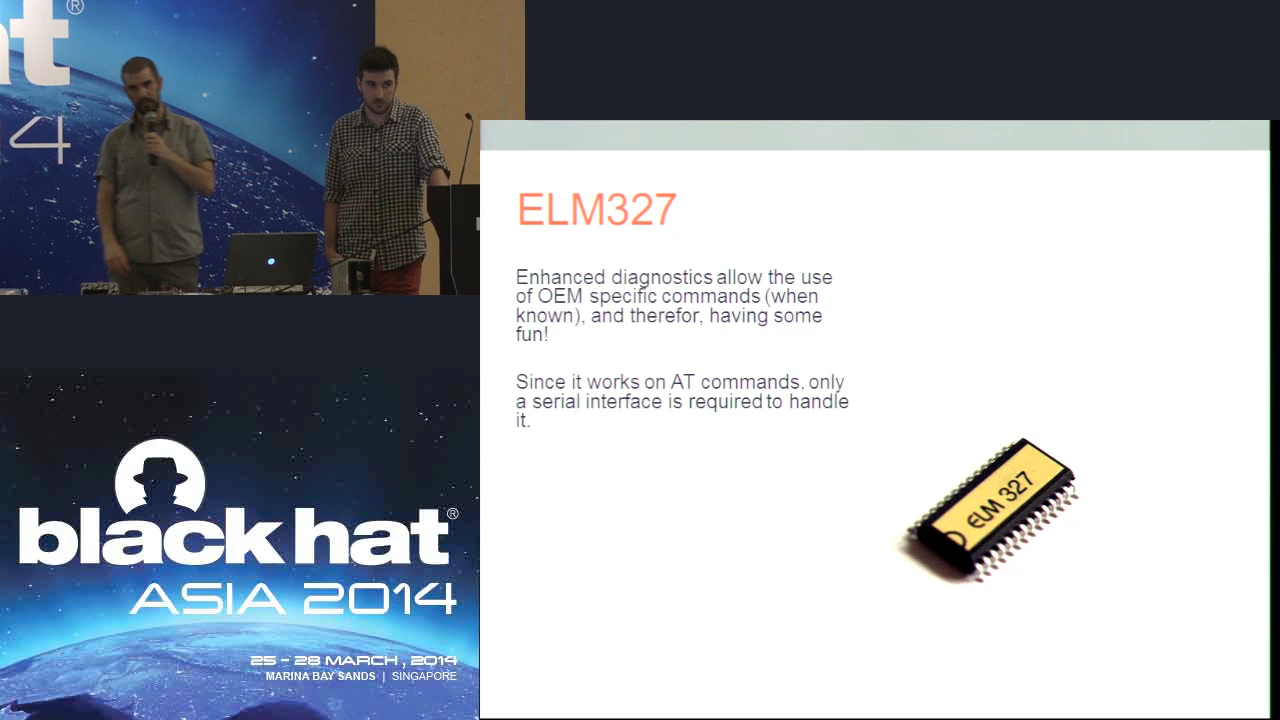 at®
14
ELM327
Enhanced diagnostics allow the use
of OEM specific commands (when
known), and therefor, having some
fun!
Since it works on AT commands, only
a serial interface is required to handle
it.
ELM 327
black hat®
ASIA 2014
25 - 28 MARCH, 2014
MARINA BAY SANDS | SINGAPORE